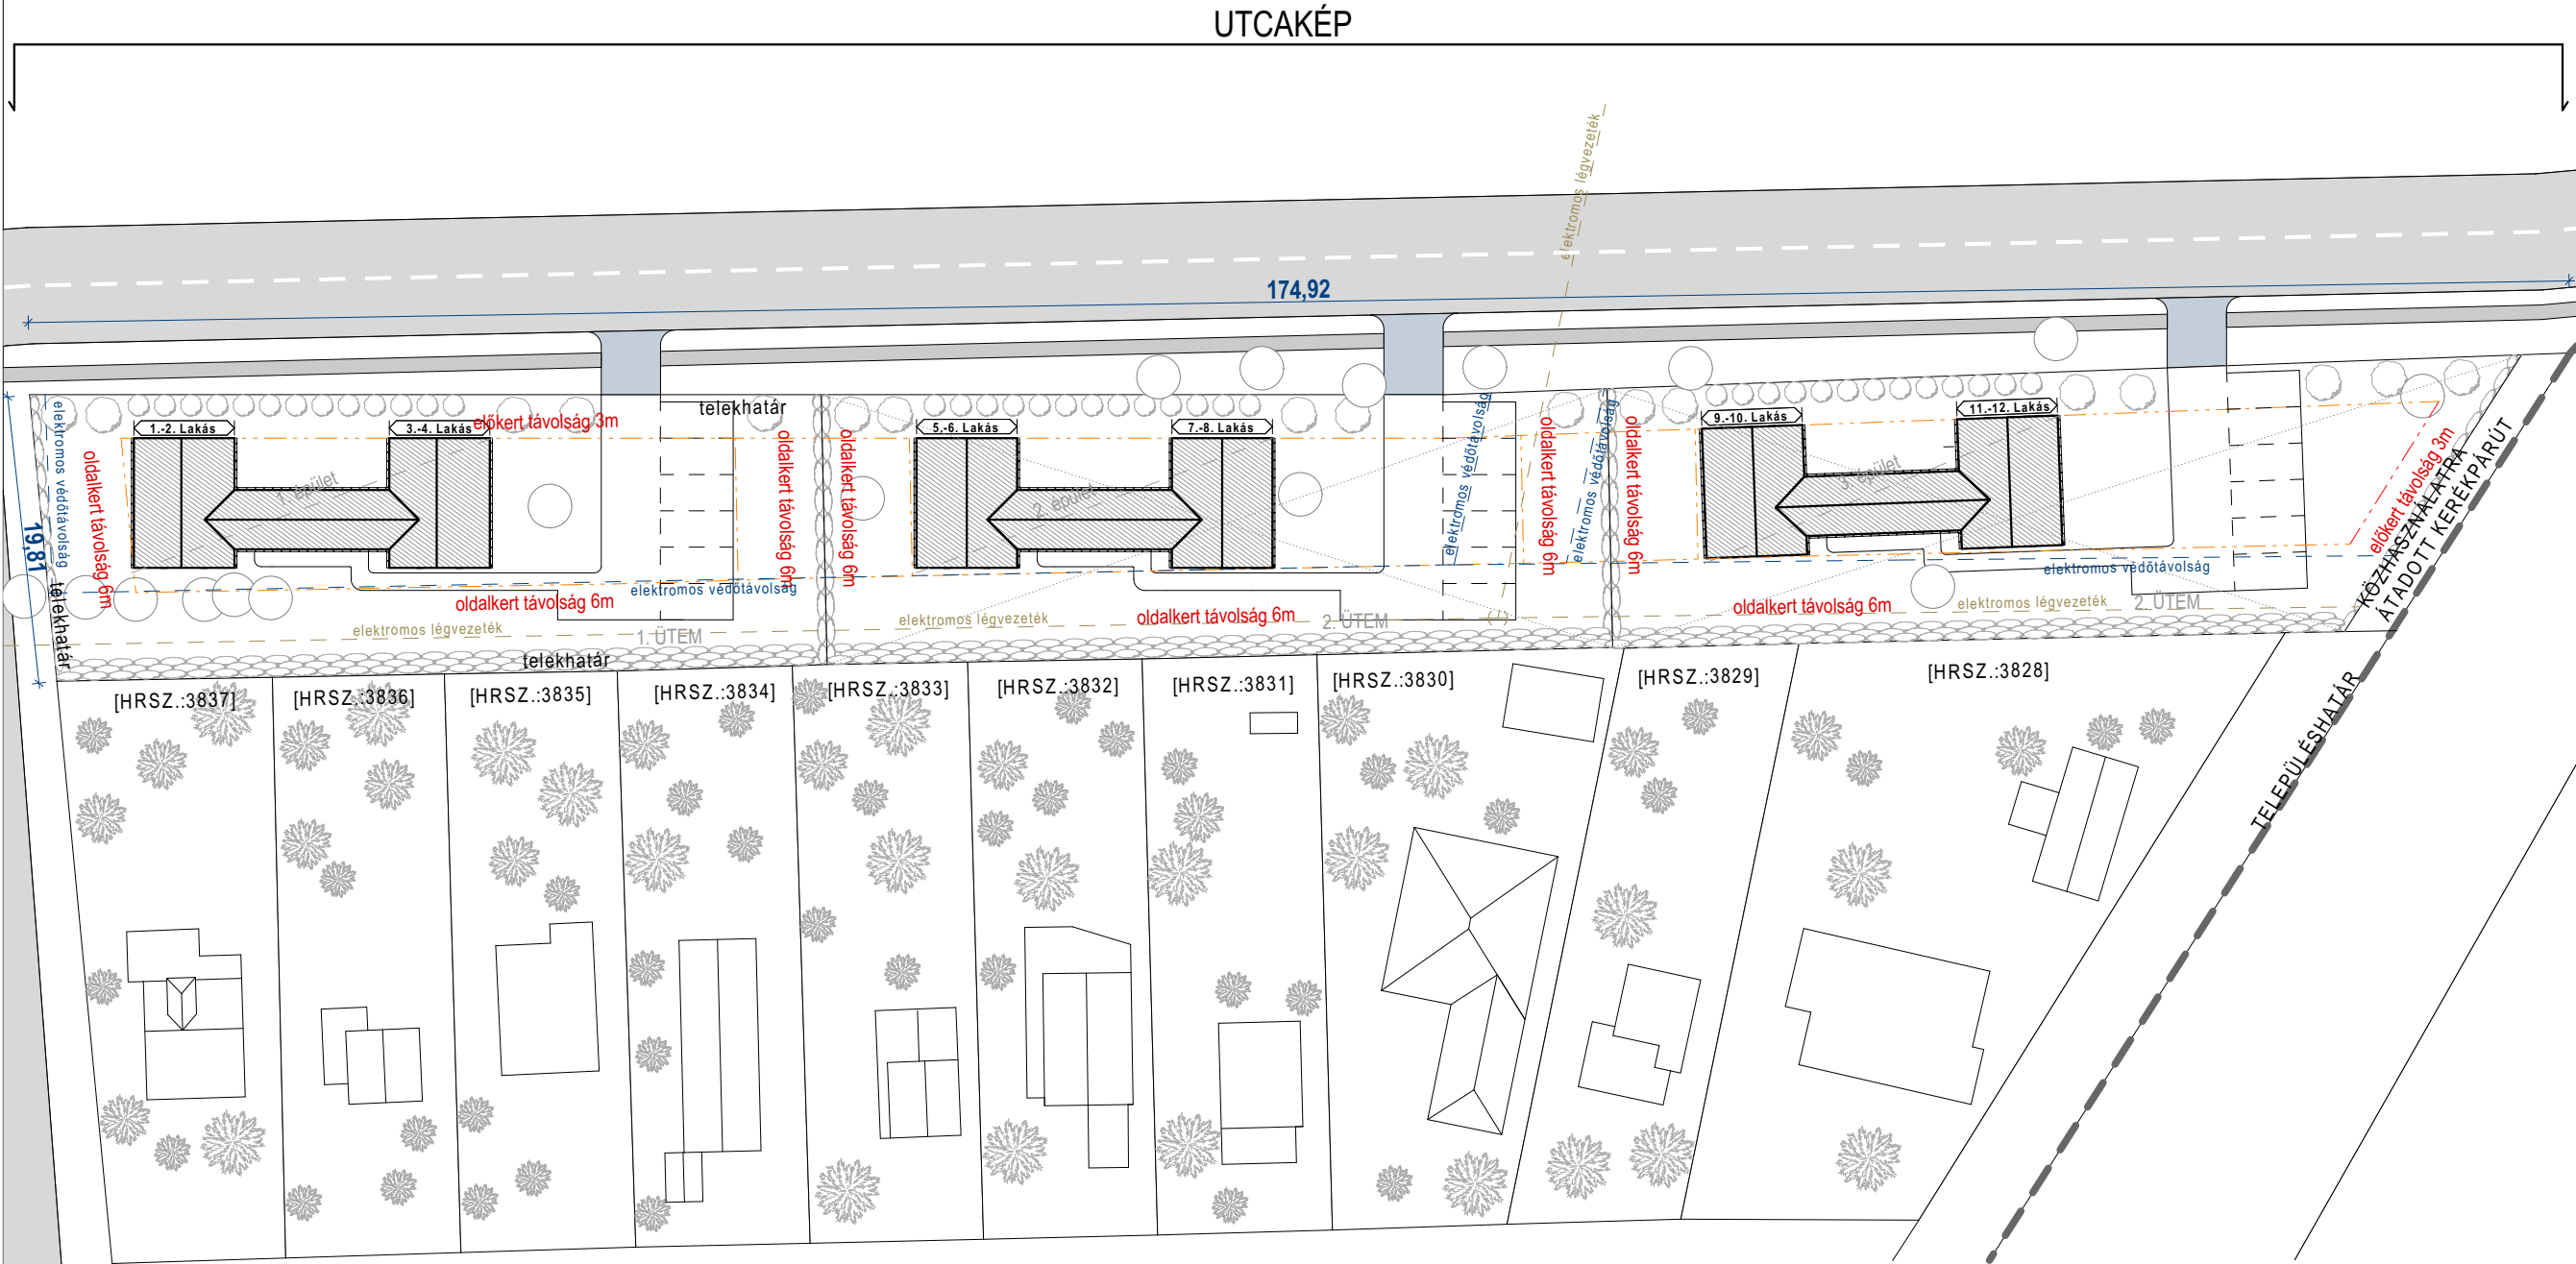 UTCAKÉP
elektromos légvezeték
174,92
19,81
elektromos védőtávolság
oldalkert távolság 6m
1.-2. Lakás
3.-4. Lakás
előkert távolság 3m
telekhatár
1. épület
oldalkert távolság 6m
oldalkert távolság 6m
5.-6. Lakás
7.-8. Lakás
2. épület
elektromos védőtávolság
oldalkert távolság 6m
elektromos védőtávolság
oldalkert távolság 6m
9.-10. Lakás
11.-12. Lakás
3. épület
előkert távolság 3m
KÖZHASZNÁLATRA
ÁTADOTT KERÉKPÁRÚT
telekhatár
oldalkert távolság 6m
elektromos védőtávolság
elektromos légvezeték
1. ÜTEM
telekhatár
elektromos légvezeték
oldalkert távolság 6m
2. ÜTEM
oldalkert távolság 6m
elektromos védőtávolság
elektromos légvezeték
2. ÜTEM
[HRSZ.:3837]
[HRSZ.:3836]
[HRSZ.:3835]
[HRSZ.:3834]
[HRSZ.:3833]
[HRSZ.:3832]
[HRSZ.:3831]
[HRSZ.:3830]
[HRSZ.:3829]
[HRSZ.:3828]
TELEPÜLÉSHATÁR